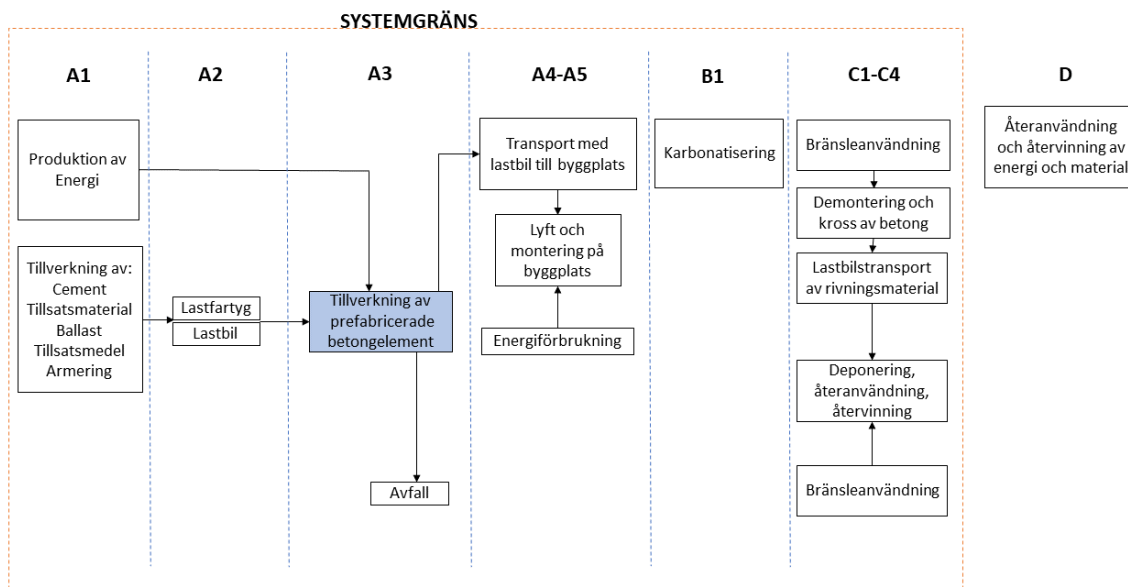 SYSTEMGRÄNS
A1
A2
A3
A4-A5
B1
C1-C4
D
Produktion av
Energi
Tillverkning av:
Cement
Tillsatsmaterial
Ballast
Tillsatsmedel
Armering
Lastfartyg
Lastbil
Tillverkning av
prefabricerade
betongelement
Avfall
Transport med
lastbil till byggplats
Lyft och
montering på
byggplats
Energiförbrukning
Karbonatisering
Bränsleanvändning
Demontering och
kross av betong
Lastbilstransport
av rivningsmaterial
Deponering,
återanvändning,
återvinning
Bränsleanvändning
Återanvändning
och återvinning av
energi och material